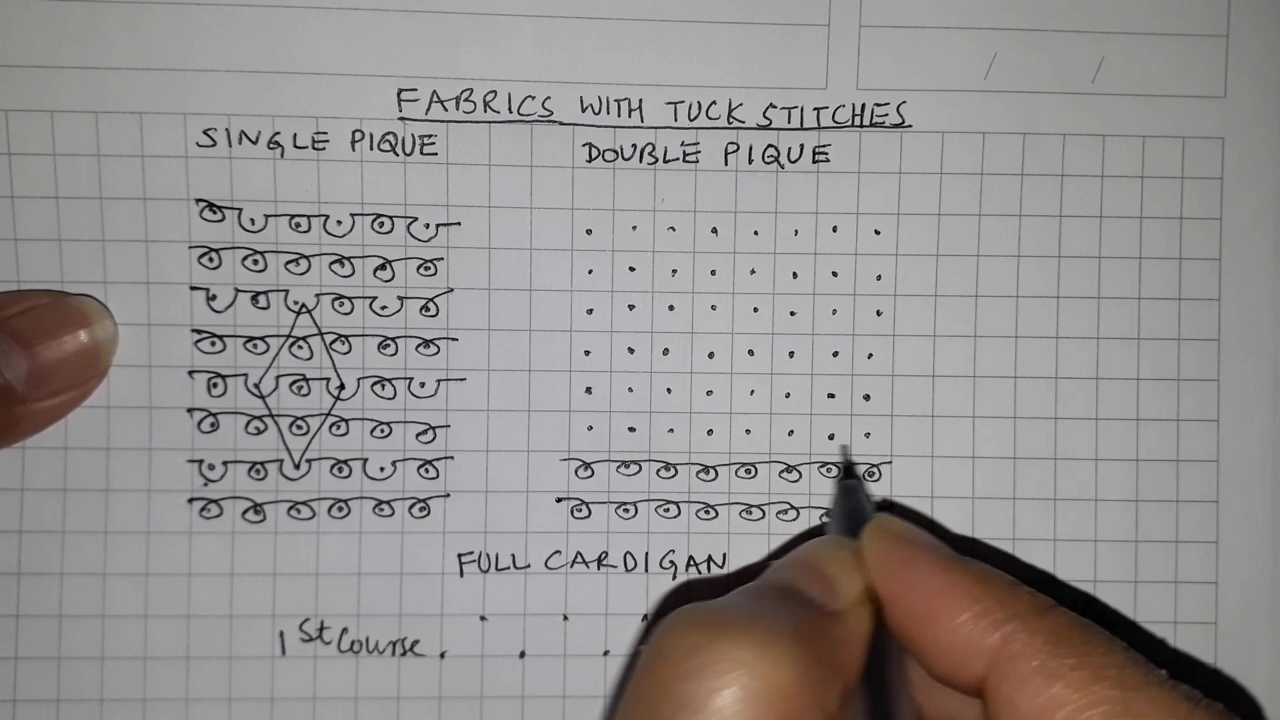 FABRICS WITH TUCK STITCHES
SINGLE PIQUE
DOUBLE PIQUE
FULL CARDIGAN
1St Course